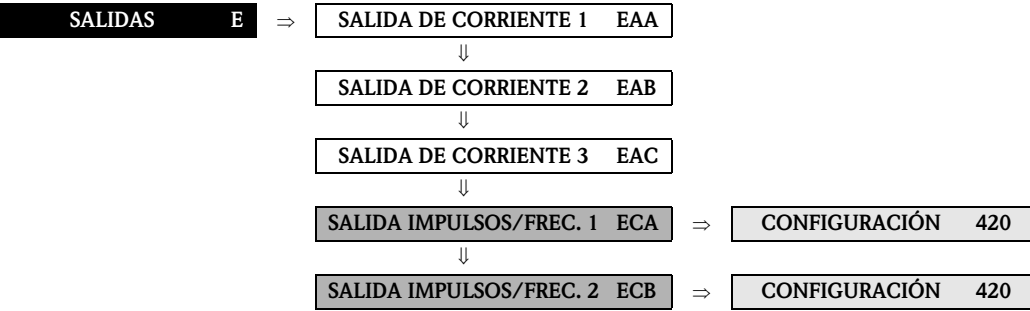 SALIDAS E ⇒ SALIDA DE CORRIENTE 1 EAA
⇓
SALIDA DE CORRIENTE 2 EAB
⇓
SALIDA DE CORRIENTE 3 EAC
⇓
SALIDA IMPULSOS/FREC. 1 ECA ⇒ CONFIGURACIÓN 420
⇓
SALIDA IMPULSOS/FREC. 2 ECB ⇒ CONFIGURACIÓN 420